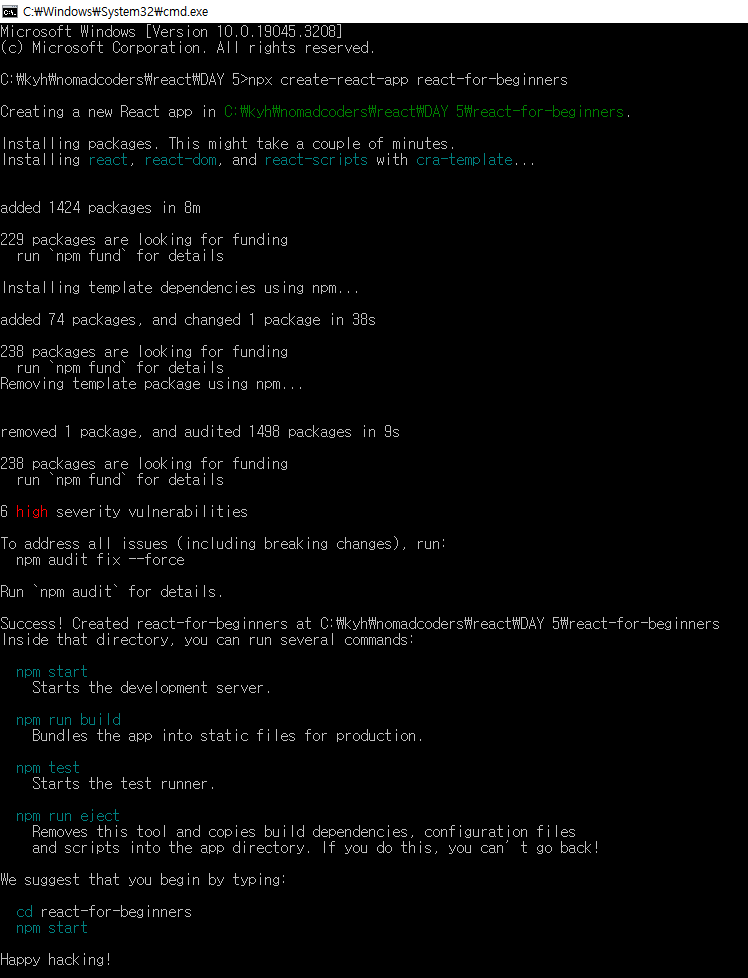 C:₩Windows₩System32₩cmd.exe
Microsoft Windows [Version 10.0.19045.3208]
(c) Microsoft Corporation. All rights reserved.
C:₩kyh₩nomadcoders₩react₩DAY 5>npx create-react-app react-for-beginners
Creating a new React app in C:₩kyh₩nomadcoders₩react₩DAY 5₩react-for-beginners.
Installing packages. This might take a couple of minutes.
Installing react, react-dom, and react-scripts with cra-template...
added 1424 packages in 8m
229 packages are looking for funding
  run `npm fund` for details
Installing template dependencies using npm...
added 74 packages, and changed 1 package in 38s
238 packages are looking for funding
  run `npm fund` for details
Removing template package using npm...
removed 1 package, and audited 1498 packages in 9s
238 packages are looking for funding
  run `npm fund` for details
6 high severity vulnerabilities
To address all issues (including breaking changes), run:
  npm audit fix --force
Run `npm audit` for details.
Success! Created react-for-beginners at C:₩kyh₩nomadcoders₩react₩DAY 5₩react-for-beginners
Inside that directory, you can run several commands:
  npm start
    Starts the development server.
  npm run build
    Bundles the app into static files for production.
  npm test
    Starts the test runner.
  npm run eject
    Removes this tool and copies build dependencies, configuration files
    and scripts into the app directory. If you do this, you can’t go back!
We suggest that you begin by typing:
  cd react-for-beginners
  npm start
Happy hacking!